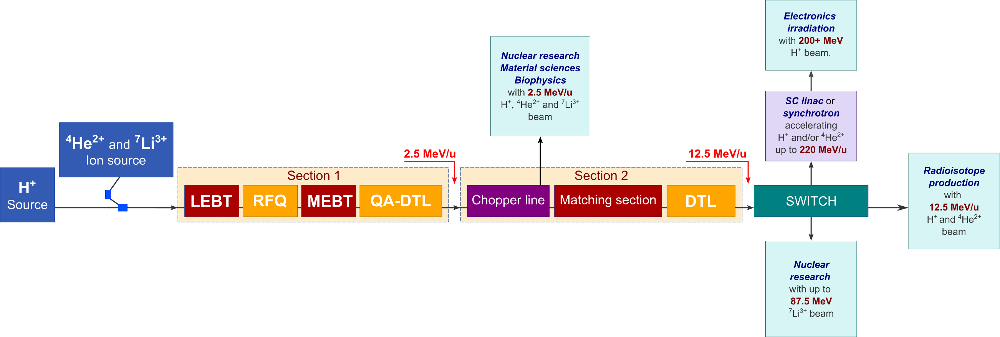 H⁺
Source
⁴He²⁺ and ⁷Li³⁺
Ion source
Section 1
2.5 MeV/u
LEBT
RFQ
MEBT
QA-DTL
Nuclear research
Material sciences
Biophysics
with 2.5 MeV/u
H⁺, ⁴He²⁺ and ⁷Li³⁺
beam
Section 2
12.5 MeV/u
Chopper line
Matching section
DTL
SWITCH
Electronics
irradiation
with 200+ MeV
H⁺ beam.
SC linac or
synchrotron
accelerating
H⁺ and/or ⁴He²⁺
up to 220 MeV/u
Radioisotope
production
with
12.5 MeV/u
H⁺ and ⁴He²⁺
beam
Nuclear
research
with up to
87.5 MeV
⁷Li³⁺ beam